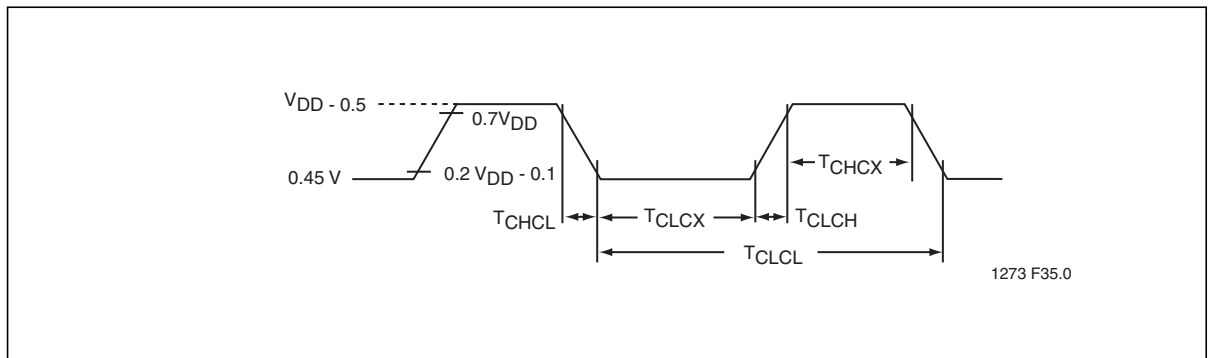 VDD - 0.5
0.7VDD
0.45 V
0.2 VDD - 0.1
TCHCX
TCHCL
TCLCX
TCLCH
TCLCL
1273 F35.0